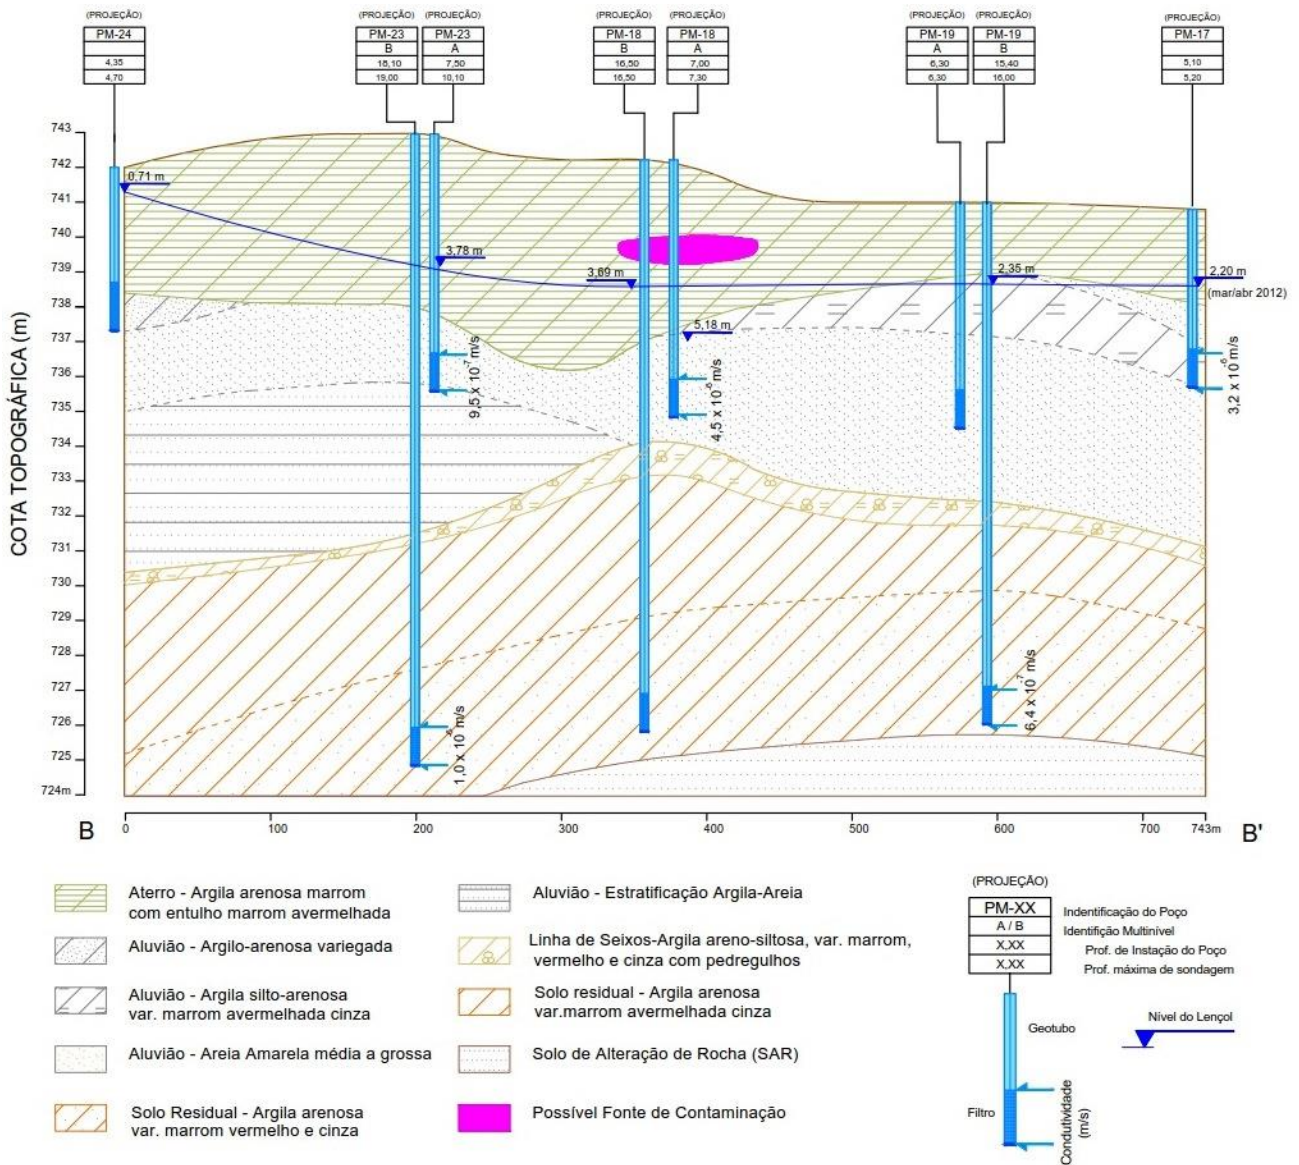 (PROJEÇÃO)
PM-24
4,35
4,70
(PROJEÇÃO)
PM-23
B
18,10
19,00
(PROJEÇÃO)
PM-23
A
7,50
10,10
(PROJEÇÃO)
PM-18
B
16,50
16,50
(PROJEÇÃO)
PM-18
A
7,00
7,30
(PROJEÇÃO)
PM-19
A
6,30
6,30
(PROJEÇÃO)
PM-19
B
15,40
16,00
(PROJEÇÃO)
PM-17
5,10
5,20
COTA TOPOGRÁFICA (m)
743
742
741
740
739
738
737
736
735
734
733
732
731
730
729
728
727
726
725
724m
0,71 m
3,78 m
3,69 m
5,18 m
2,35 m
2,20 m
(mar/abr 2012)
9,5 x 10⁻⁷ m/s
4,5 x 10⁻⁶ m/s
3,2 x 10⁻⁶ m/s
1,0 x 10⁻⁶ m/s
6,4 x 10⁻⁷ m/s
B
0
100
200
300
400
500
600
700
743m
B'
Aterro - Argila arenosa marrom
com entulho marrom avermelhada
Aluvião - Argilo-arenosa variegada
Aluvião - Argila silto-arenosa
var. marrom avermelhada cinza
Aluvião - Areia Amarela média a grossa
Solo Residual - Argila arenosa
var. marrom vermelho e cinza
Aluvião - Estratificação Argila-Areia
Linha de Seixos-Argila areno-siltosa, var. marrom,
vermelho e cinza com pedregulhos
Solo residual - Argila arenosa
var.marrom avermelhada cinza
Solo de Alteração de Rocha (SAR)
Possível Fonte de Contaminação
(PROJEÇÃO)
PM-XX
A / B
X,XX
X,XX
Indentificação do Poço
Identifição Multinível
Prof. de Instação do Poço
Prof. máxima de sondagem
Geotubo
Nível do Lençol
Filtro
Condutividade
(m/s)